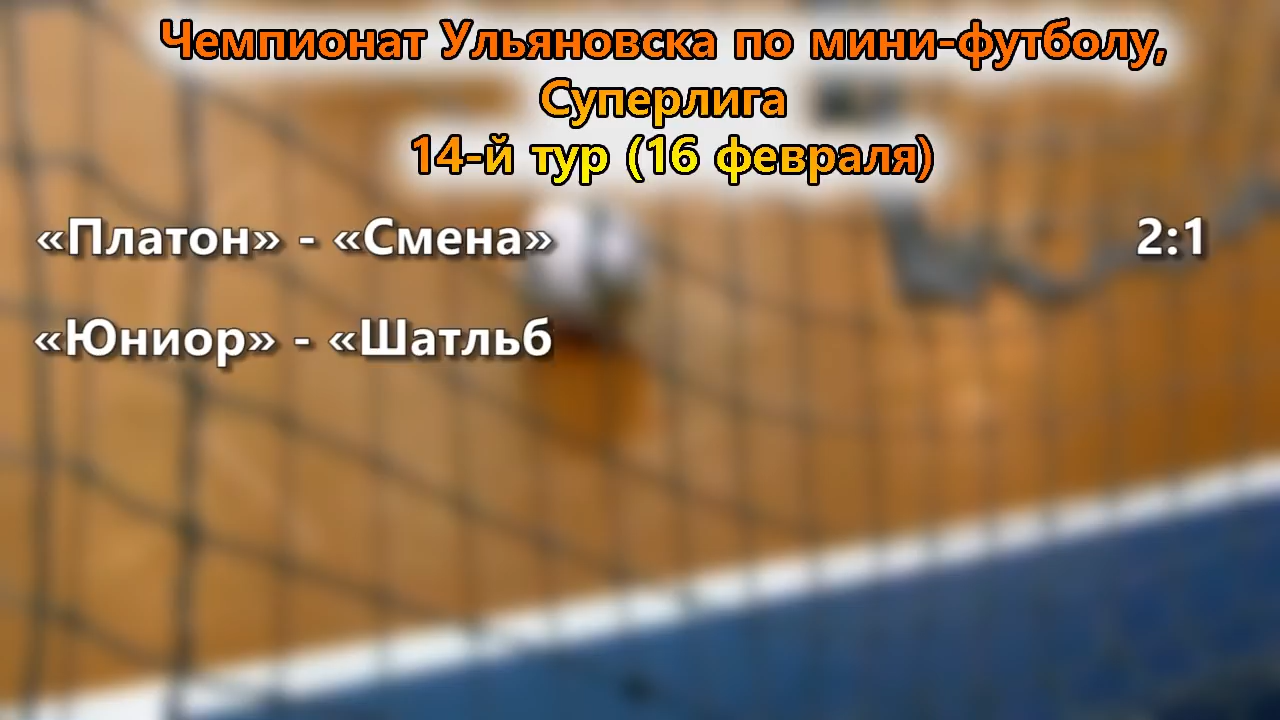 Чемпионат Ульяновска по мини-футболу,
Суперлига
14-й тур (16 февраля)
«Платон» - «Смена» 2:1
«Юниор» - «Шатльб